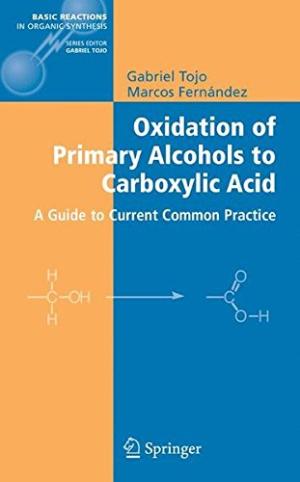 BASIC REACTIONS
IN ORGANIC SYNTHESIS
SERIES EDITOR
GABRIEL TOJO
Gabriel Tojo
Marcos Fernández
Oxidation of
Primary Alcohols to
Carboxylic Acid
A Guide to Current Common Practice
H
C-OH
H
O
C
O-H
Springer